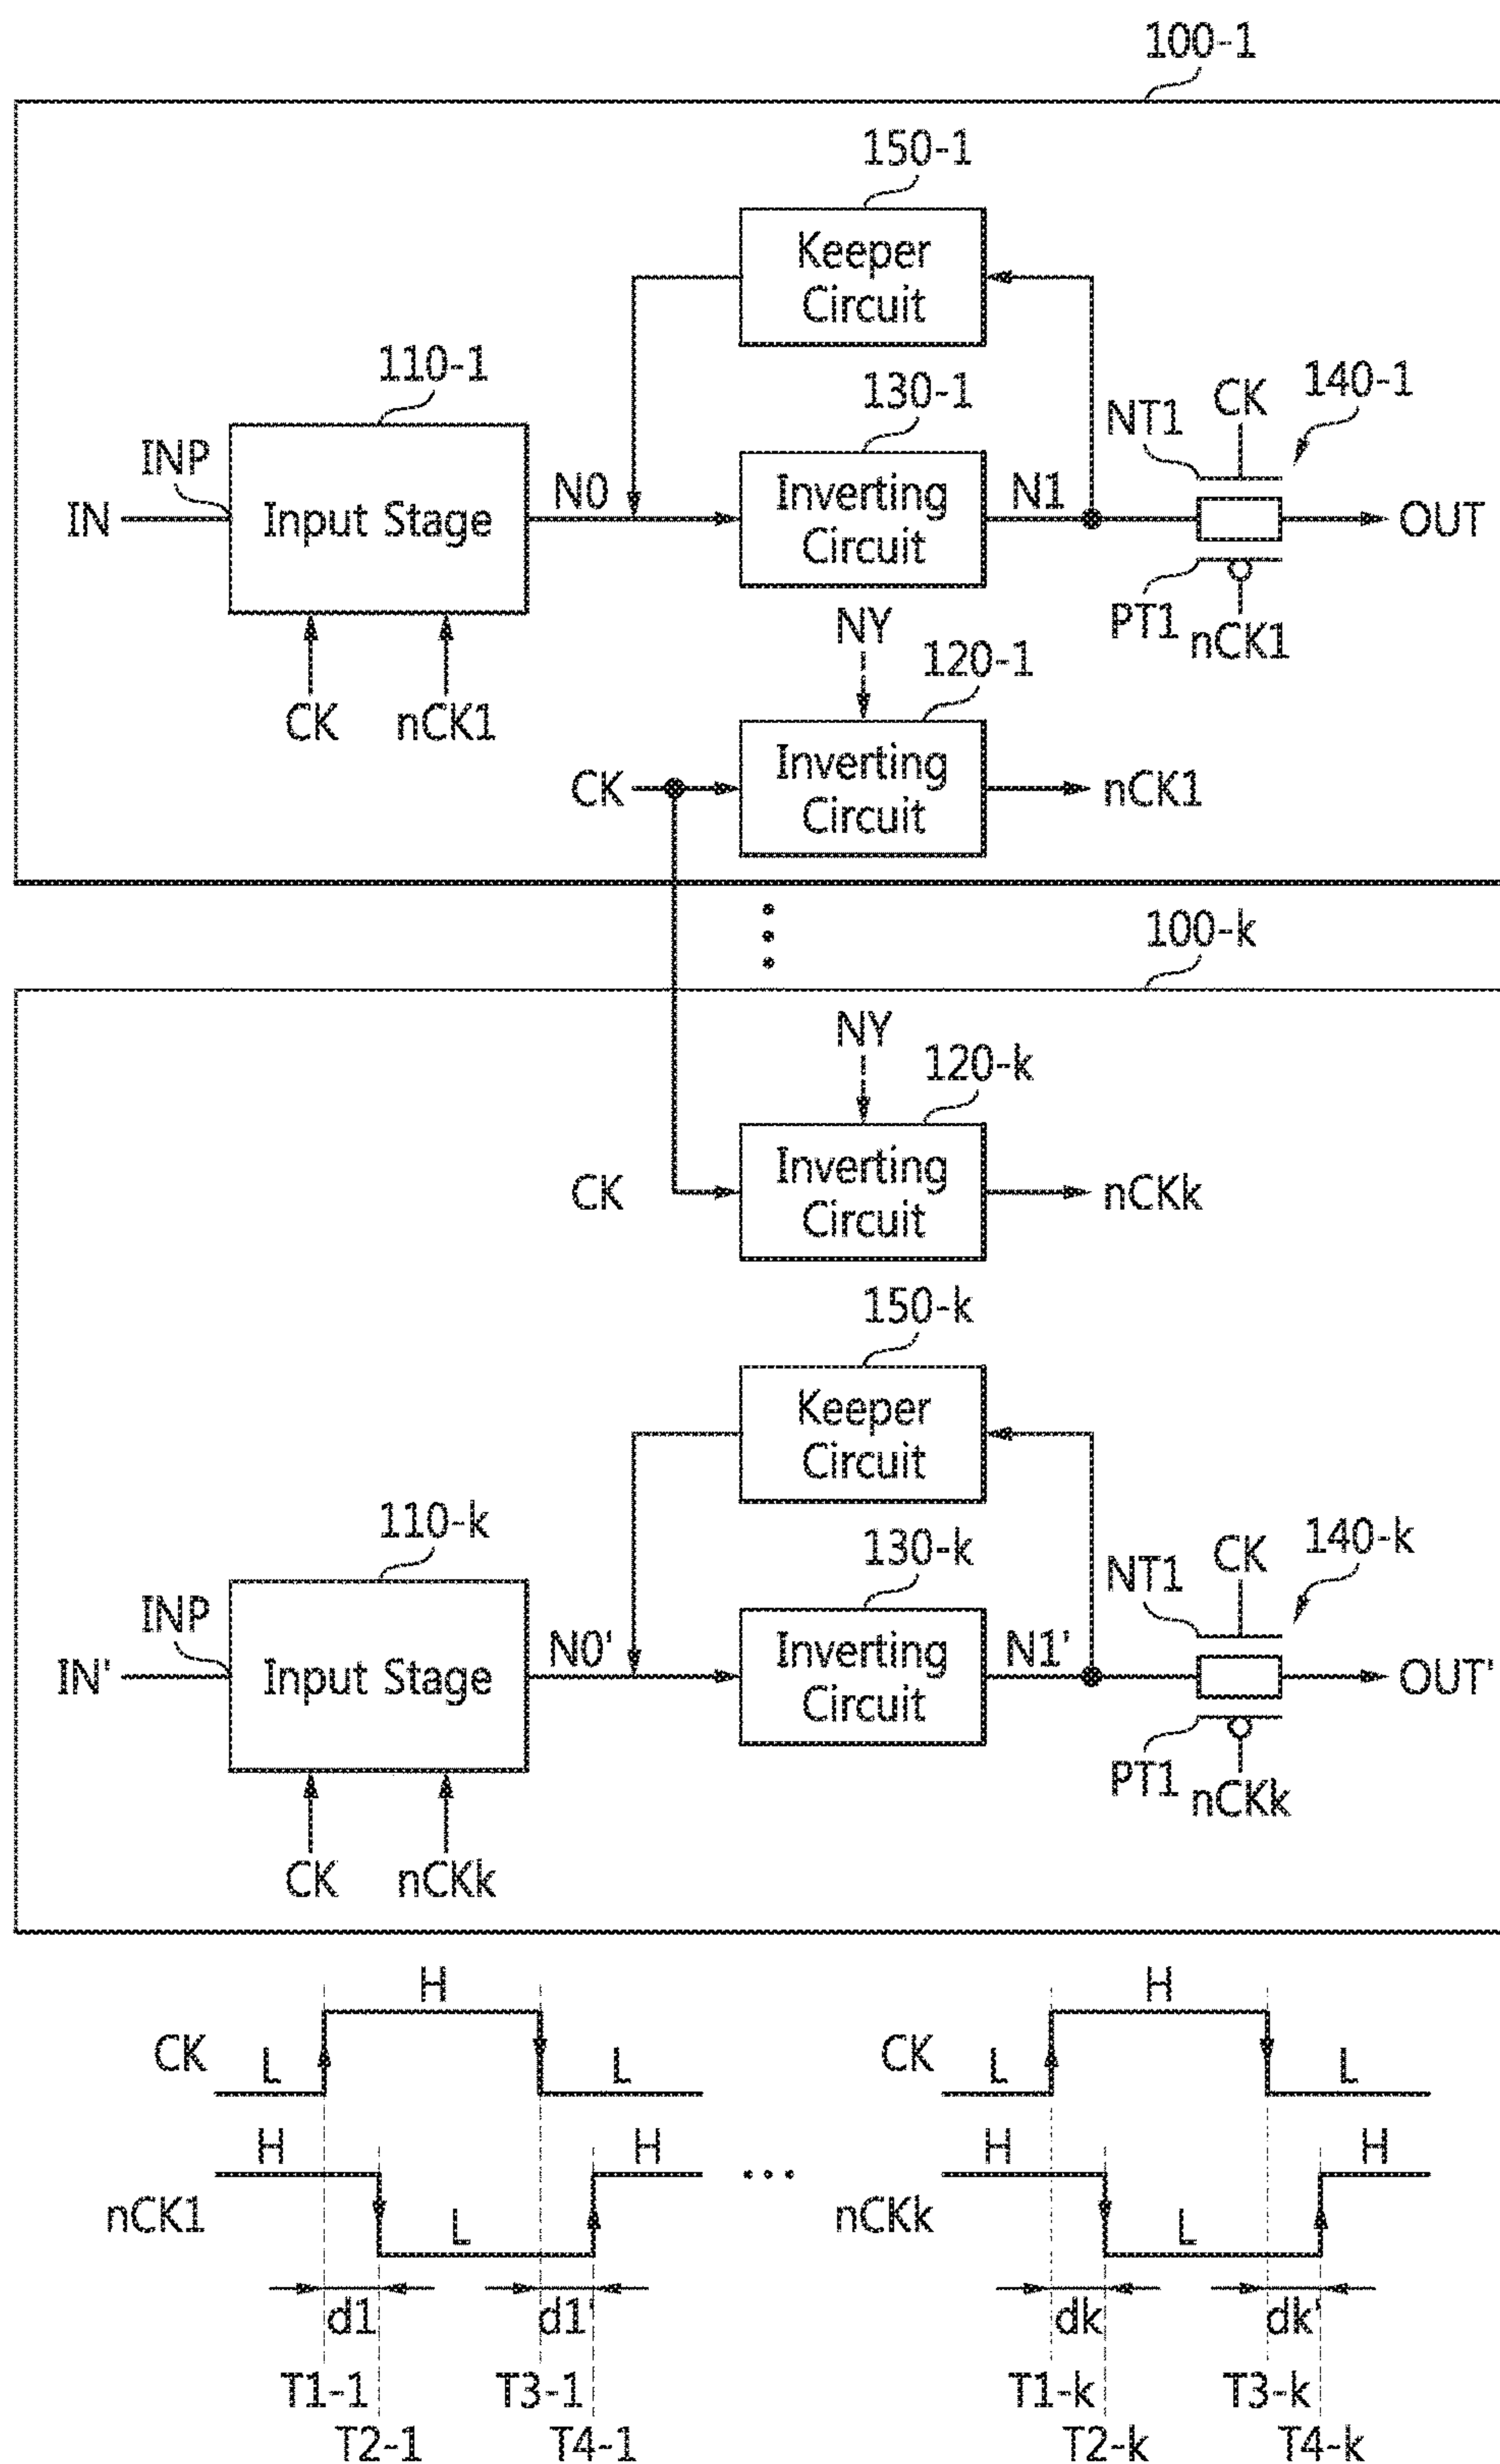 100-1
150-1
Keeper
Circuit
110-1
130-1
140-1
CK
NT1
INP
IN
Input Stage
N0
Inverting
Circuit
N1
OUT
PT1
nCK1
NY
120-1
CK
nCK1
CK
Inverting
Circuit
nCK1
100-k
NY
120-k
CK
Inverting
Circuit
nCKk
150-k
Keeper
Circuit
110-k
130-k
140-k
CK
NT1
INP
IN'
Input Stage
N0'
Inverting
Circuit
N1'
OUT'
PT1
nCKk
CK
nCKk
H
H
CK
L
L
CK
L
L
H
H
H
H
nCK1
L
nCKk
L
d1
d1'
dk
dk'
T1-1
T3-1
T1-k
T3-k
T2-1
T4-1
T2-k
T4-k